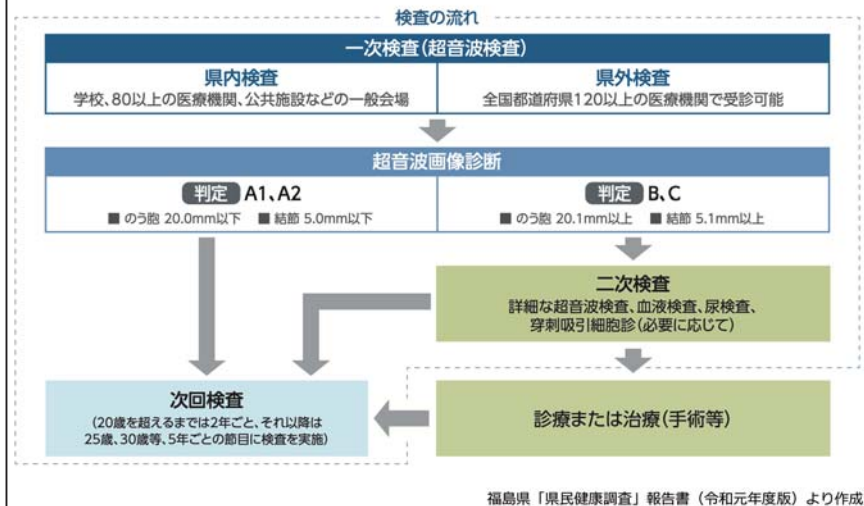 検査の流れ
一次検査(超音波検査)
県内検査
学校、80以上の医療機関、公共施設などの一般会場
県外検査
全国都道府県120以上の医療機関で受診可能
超音波画像診断
判定 A1、A2
■ のう胞 20.0mm以下 ■ 結節 5.0mm以下
判定 B、C
■ のう胞 20.1mm以上 ■ 結節 5.1mm以上
二次検査
詳細な超音波検査、血液検査、尿検査、
穿刺吸引細胞診(必要に応じて)
次回検査
(20歳を超えるまでは2年ごと、それ以降は
25歳、30歳等、5年ごとの節目に検査を実施)
診療または治療(手術等)
福島県「県民健康調査」報告書（令和元年度版）より作成